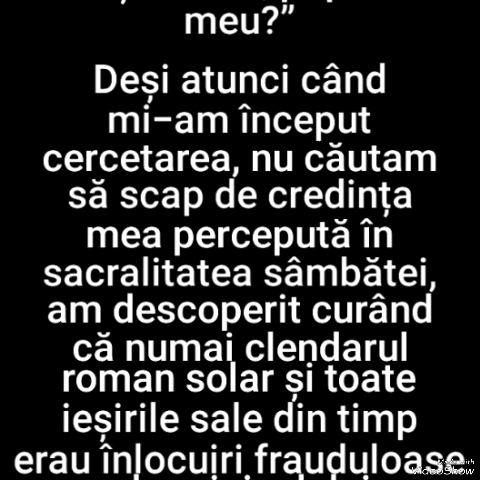 meu?”
Deși atunci când
mi-am început
cercetarea, nu căutam
să scap de credința
mea percepută în
sacralitatea sâmbătei,
am descoperit curând
că numai clendarul
roman solar și toate
ieșirile sale din timp
erau înlocuiri frauduloase.
VideoShow